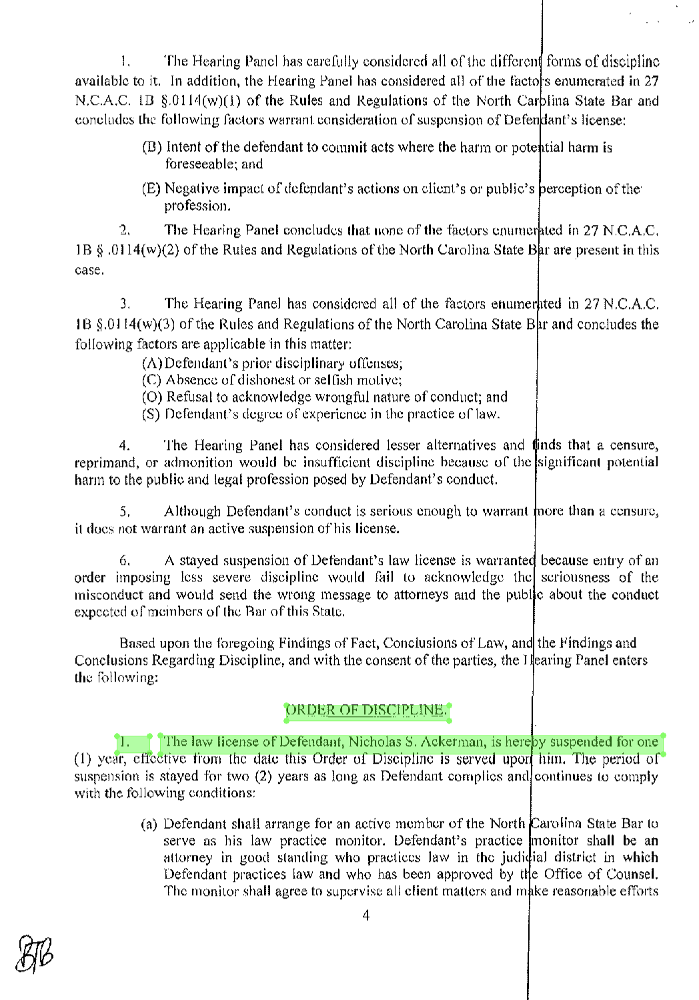 1. The Hearing Panel has carefully considered all of the different forms of discipline
available to it. In addition, the Hearing Panel has considered all of the factors enumerated in 27
N.C.A.C. 1B §.0114(w)(1) of the Rules and Regulations of the North Carolina State Bar and
concludes the following factors warrant consideration of suspension of Defendant's license:
(B) Intent of the defendant to commit acts where the harm or potential harm is
foreseeable; and
(E) Negative impact of defendant's actions on client's or public's perception of the
profession.
2. The Hearing Panel concludes that none of the factors enumerated in 27 N.C.A.C.
1B § .0114(w)(2) of the Rules and Regulations of the North Carolina State Bar are present in this
case.
3. The Hearing Panel has considered all of the factors enumerated in 27 N.C.A.C.
1B §.0114(w)(3) of the Rules and Regulations of the North Carolina State Bar and concludes the
following factors are applicable in this matter:
(A) Defendant's prior disciplinary offenses;
(C) Absence of dishonest or selfish motive;
(O) Refusal to acknowledge wrongful nature of conduct; and
(S) Defendant's degree of experience in the practice of law.
4. The Hearing Panel has considered lesser alternatives and finds that a censure,
reprimand, or admonition would be insufficient discipline because of the significant potential
harm to the public and legal profession posed by Defendant's conduct.
5. Although Defendant's conduct is serious enough to warrant more than a censure,
it does not warrant an active suspension of his license.
6. A stayed suspension of Defendant's law license is warranted because entry of an
order imposing less severe discipline would fail to acknowledge the seriousness of the
misconduct and would send the wrong message to attorneys and the public about the conduct
expected of members of the Bar of this State.
Based upon the foregoing Findings of Fact, Conclusions of Law, and the Findings and
Conclusions Regarding Discipline, and with the consent of the parties, the Hearing Panel enters
the following:
ORDER OF DISCIPLINE.
1. The law license of Defendant, Nicholas S. Ackerman, is hereby suspended for one
(1) year, effective from the date this Order of Discipline is served upon him. The period of
suspension is stayed for two (2) years as long as Defendant complies and continues to comply
with the following conditions:
(a) Defendant shall arrange for an active member of the North Carolina State Bar to
serve as his law practice monitor. Defendant's practice monitor shall be an
attorney in good standing who practices law in the judicial district in which
Defendant practices law and who has been approved by the Office of Counsel.
The monitor shall agree to supervise all client matters and make reasonable efforts
4